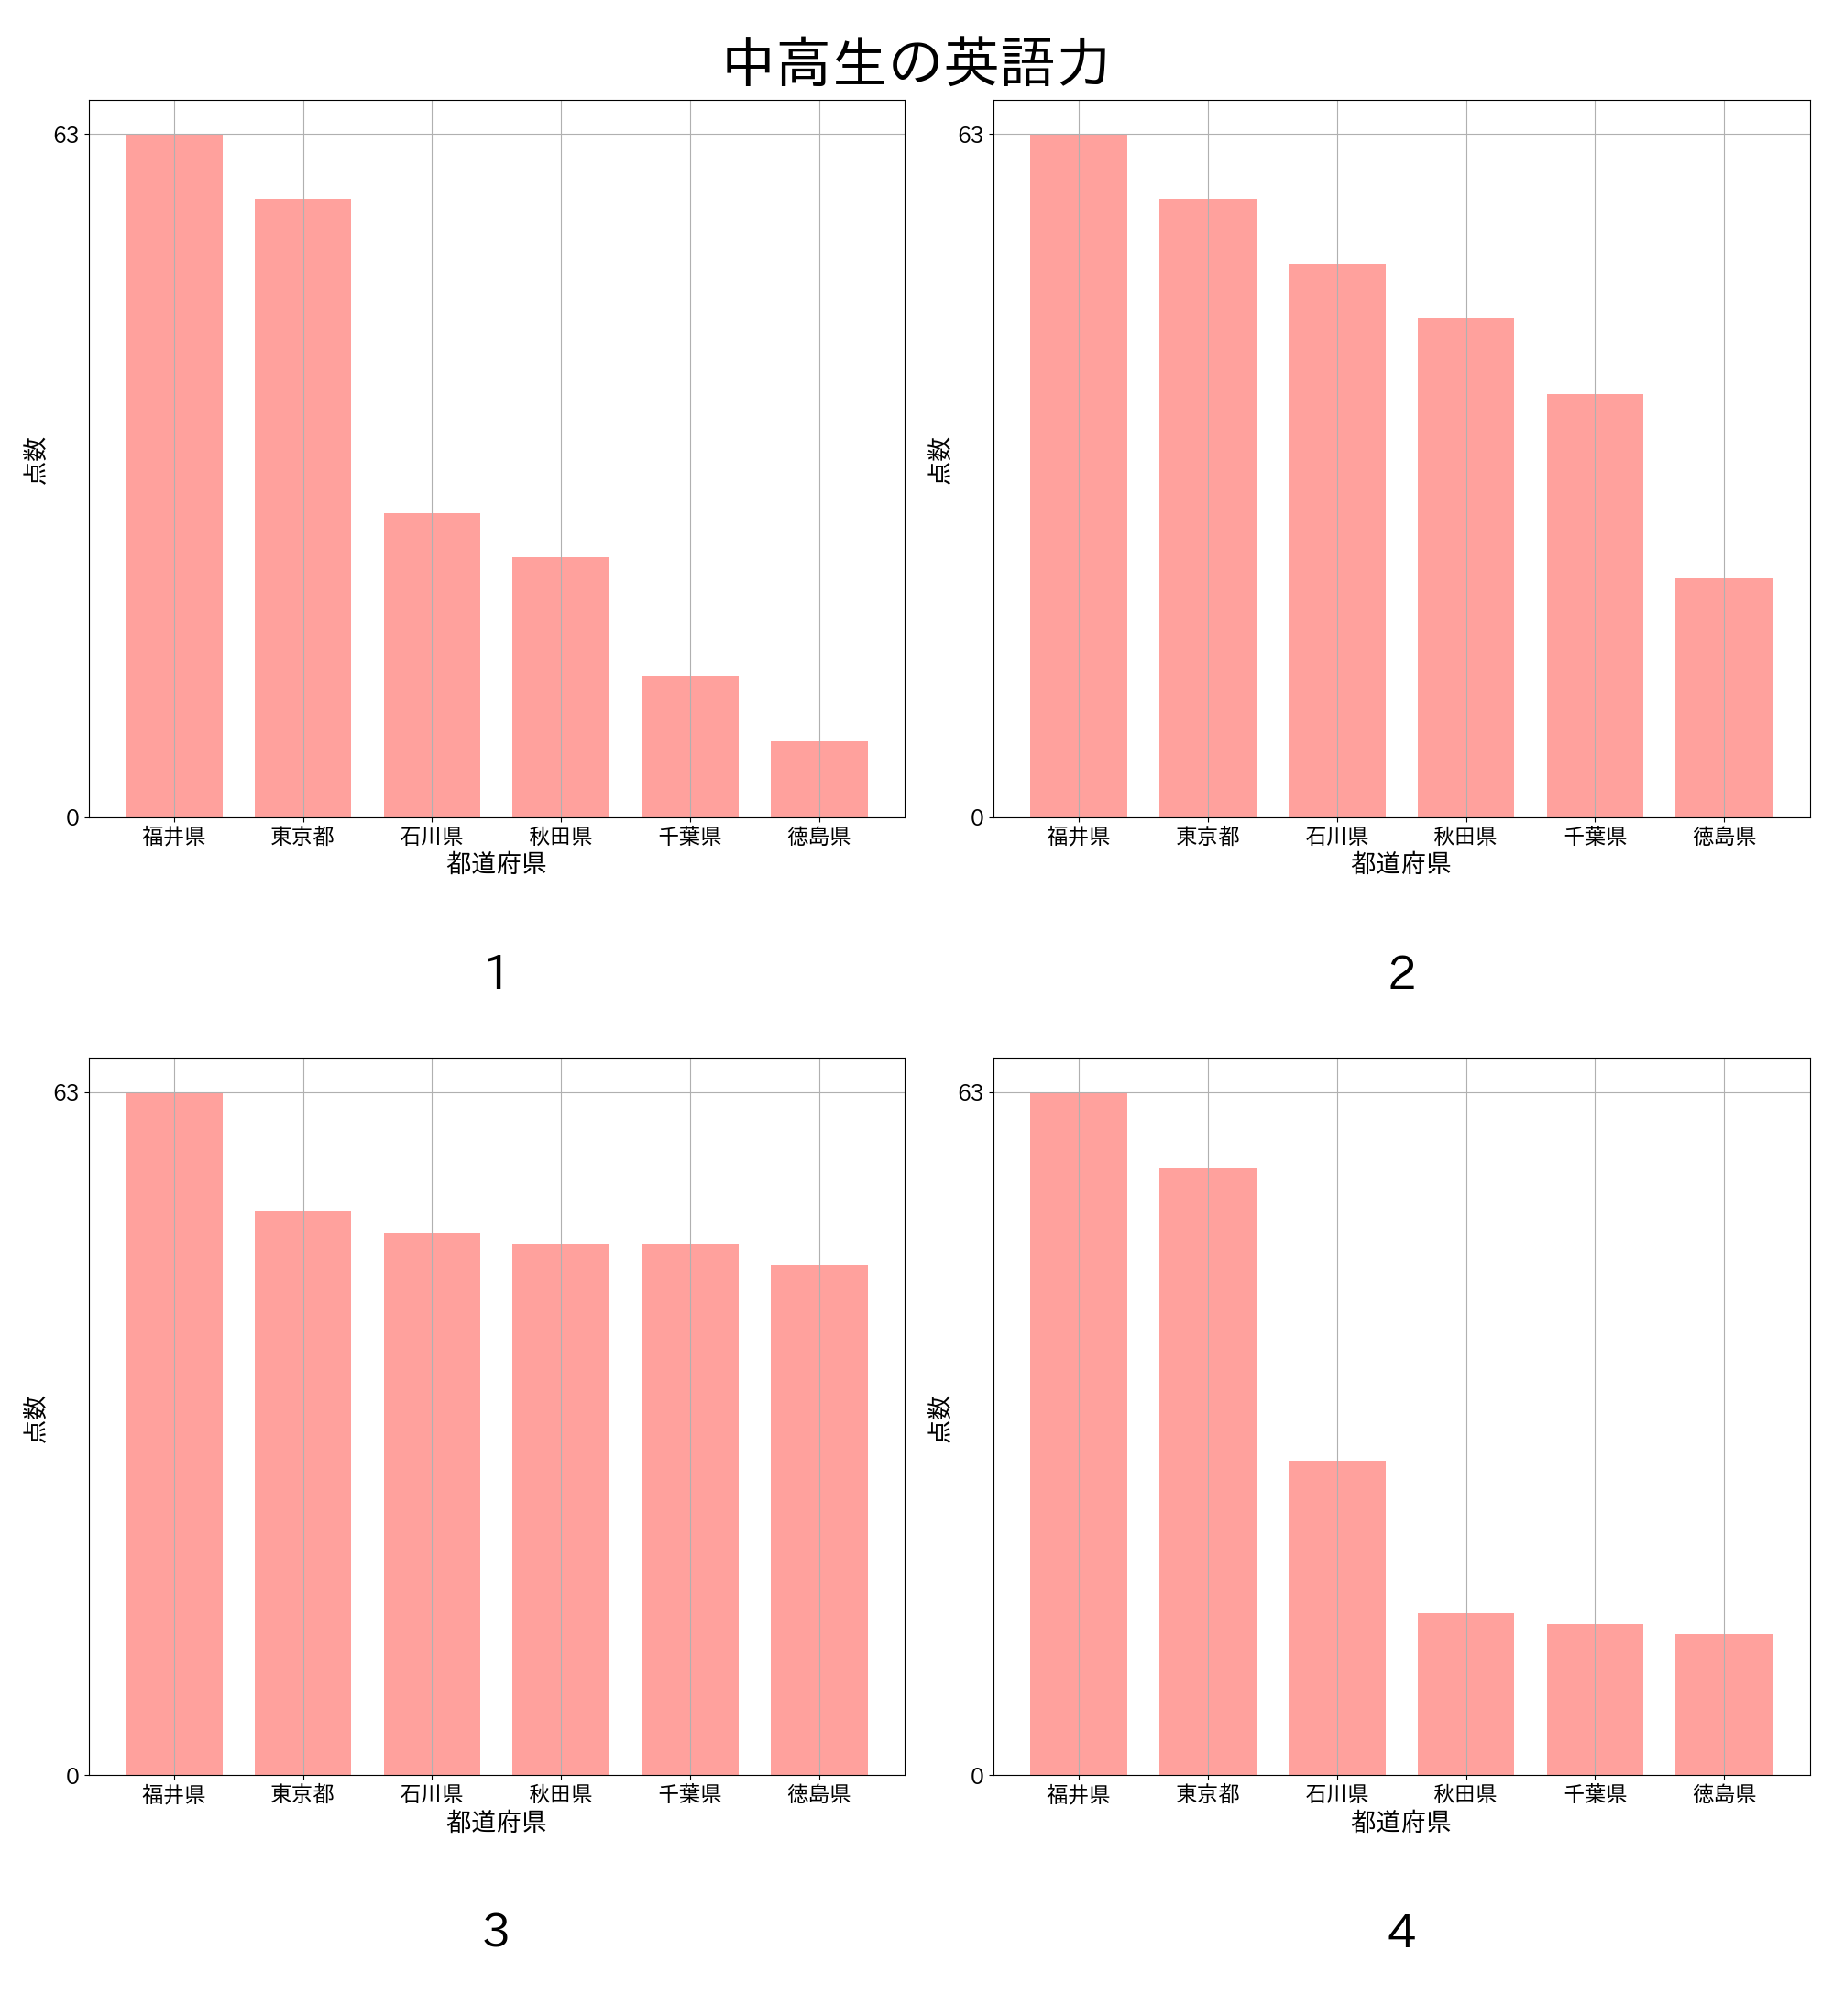 中高生の英語力
63
点数
0
福井県 東京都 石川県 秋田県 千葉県 徳島県
都道府県
1
63
点数
0
福井県 東京都 石川県 秋田県 千葉県 徳島県
都道府県
2
63
点数
0
福井県 東京都 石川県 秋田県 千葉県 徳島県
都道府県
3
63
点数
0
福井県 東京都 石川県 秋田県 千葉県 徳島県
都道府県
4